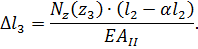 Δl₃ = N_z(z₃) · (l₂ − αl₂) / EA_II .